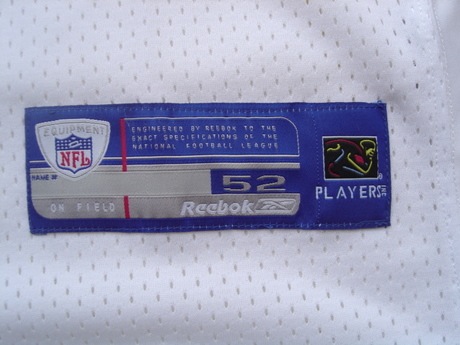 EQUIPMENT
NFL
ENGINEERED BY REEBOK TO THE
EXACT SPECIFICATIONS OF THE
NATIONAL FOOTBALL LEAGUE
52
ON FIELD
Reebok
PLAYERS